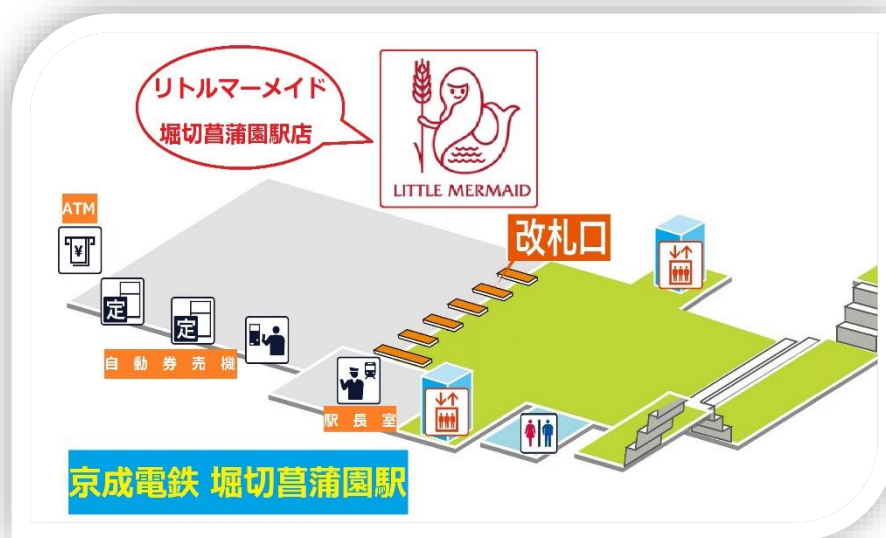 リトルマーメイド
堀切菖蒲園駅店
LITTLE MERMAID
ATM
¥
改札口
定
定
自動券売機
駅長室
京成電鉄 堀切菖蒲園駅